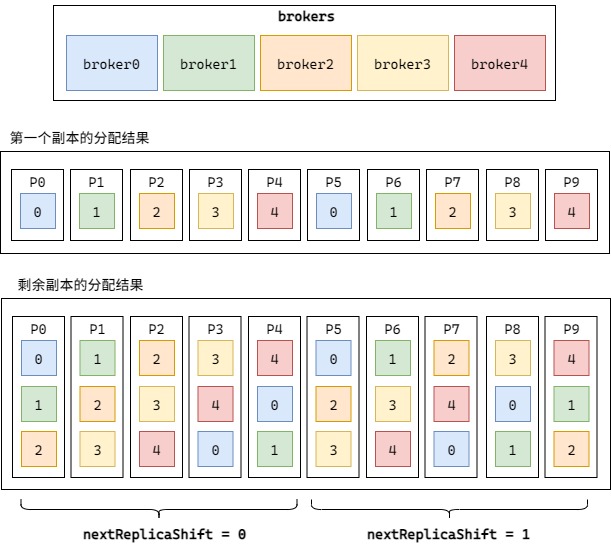 brokers
broker0 broker1 broker2 broker3 broker4
第一个副本的分配结果
P0 P1 P2 P3 P4 P5 P6 P7 P8 P9
0 1 2 3 4 0 1 2 3 4
剩余副本的分配结果
P0 P1 P2 P3 P4 P5 P6 P7 P8 P9
0 1 2 3 4 0 1 2 3 4
1 2 3 4 0 2 3 4 0 1
2 3 4 0 1 3 4 0 1 2
nextReplicaShift = 0 nextReplicaShift = 1